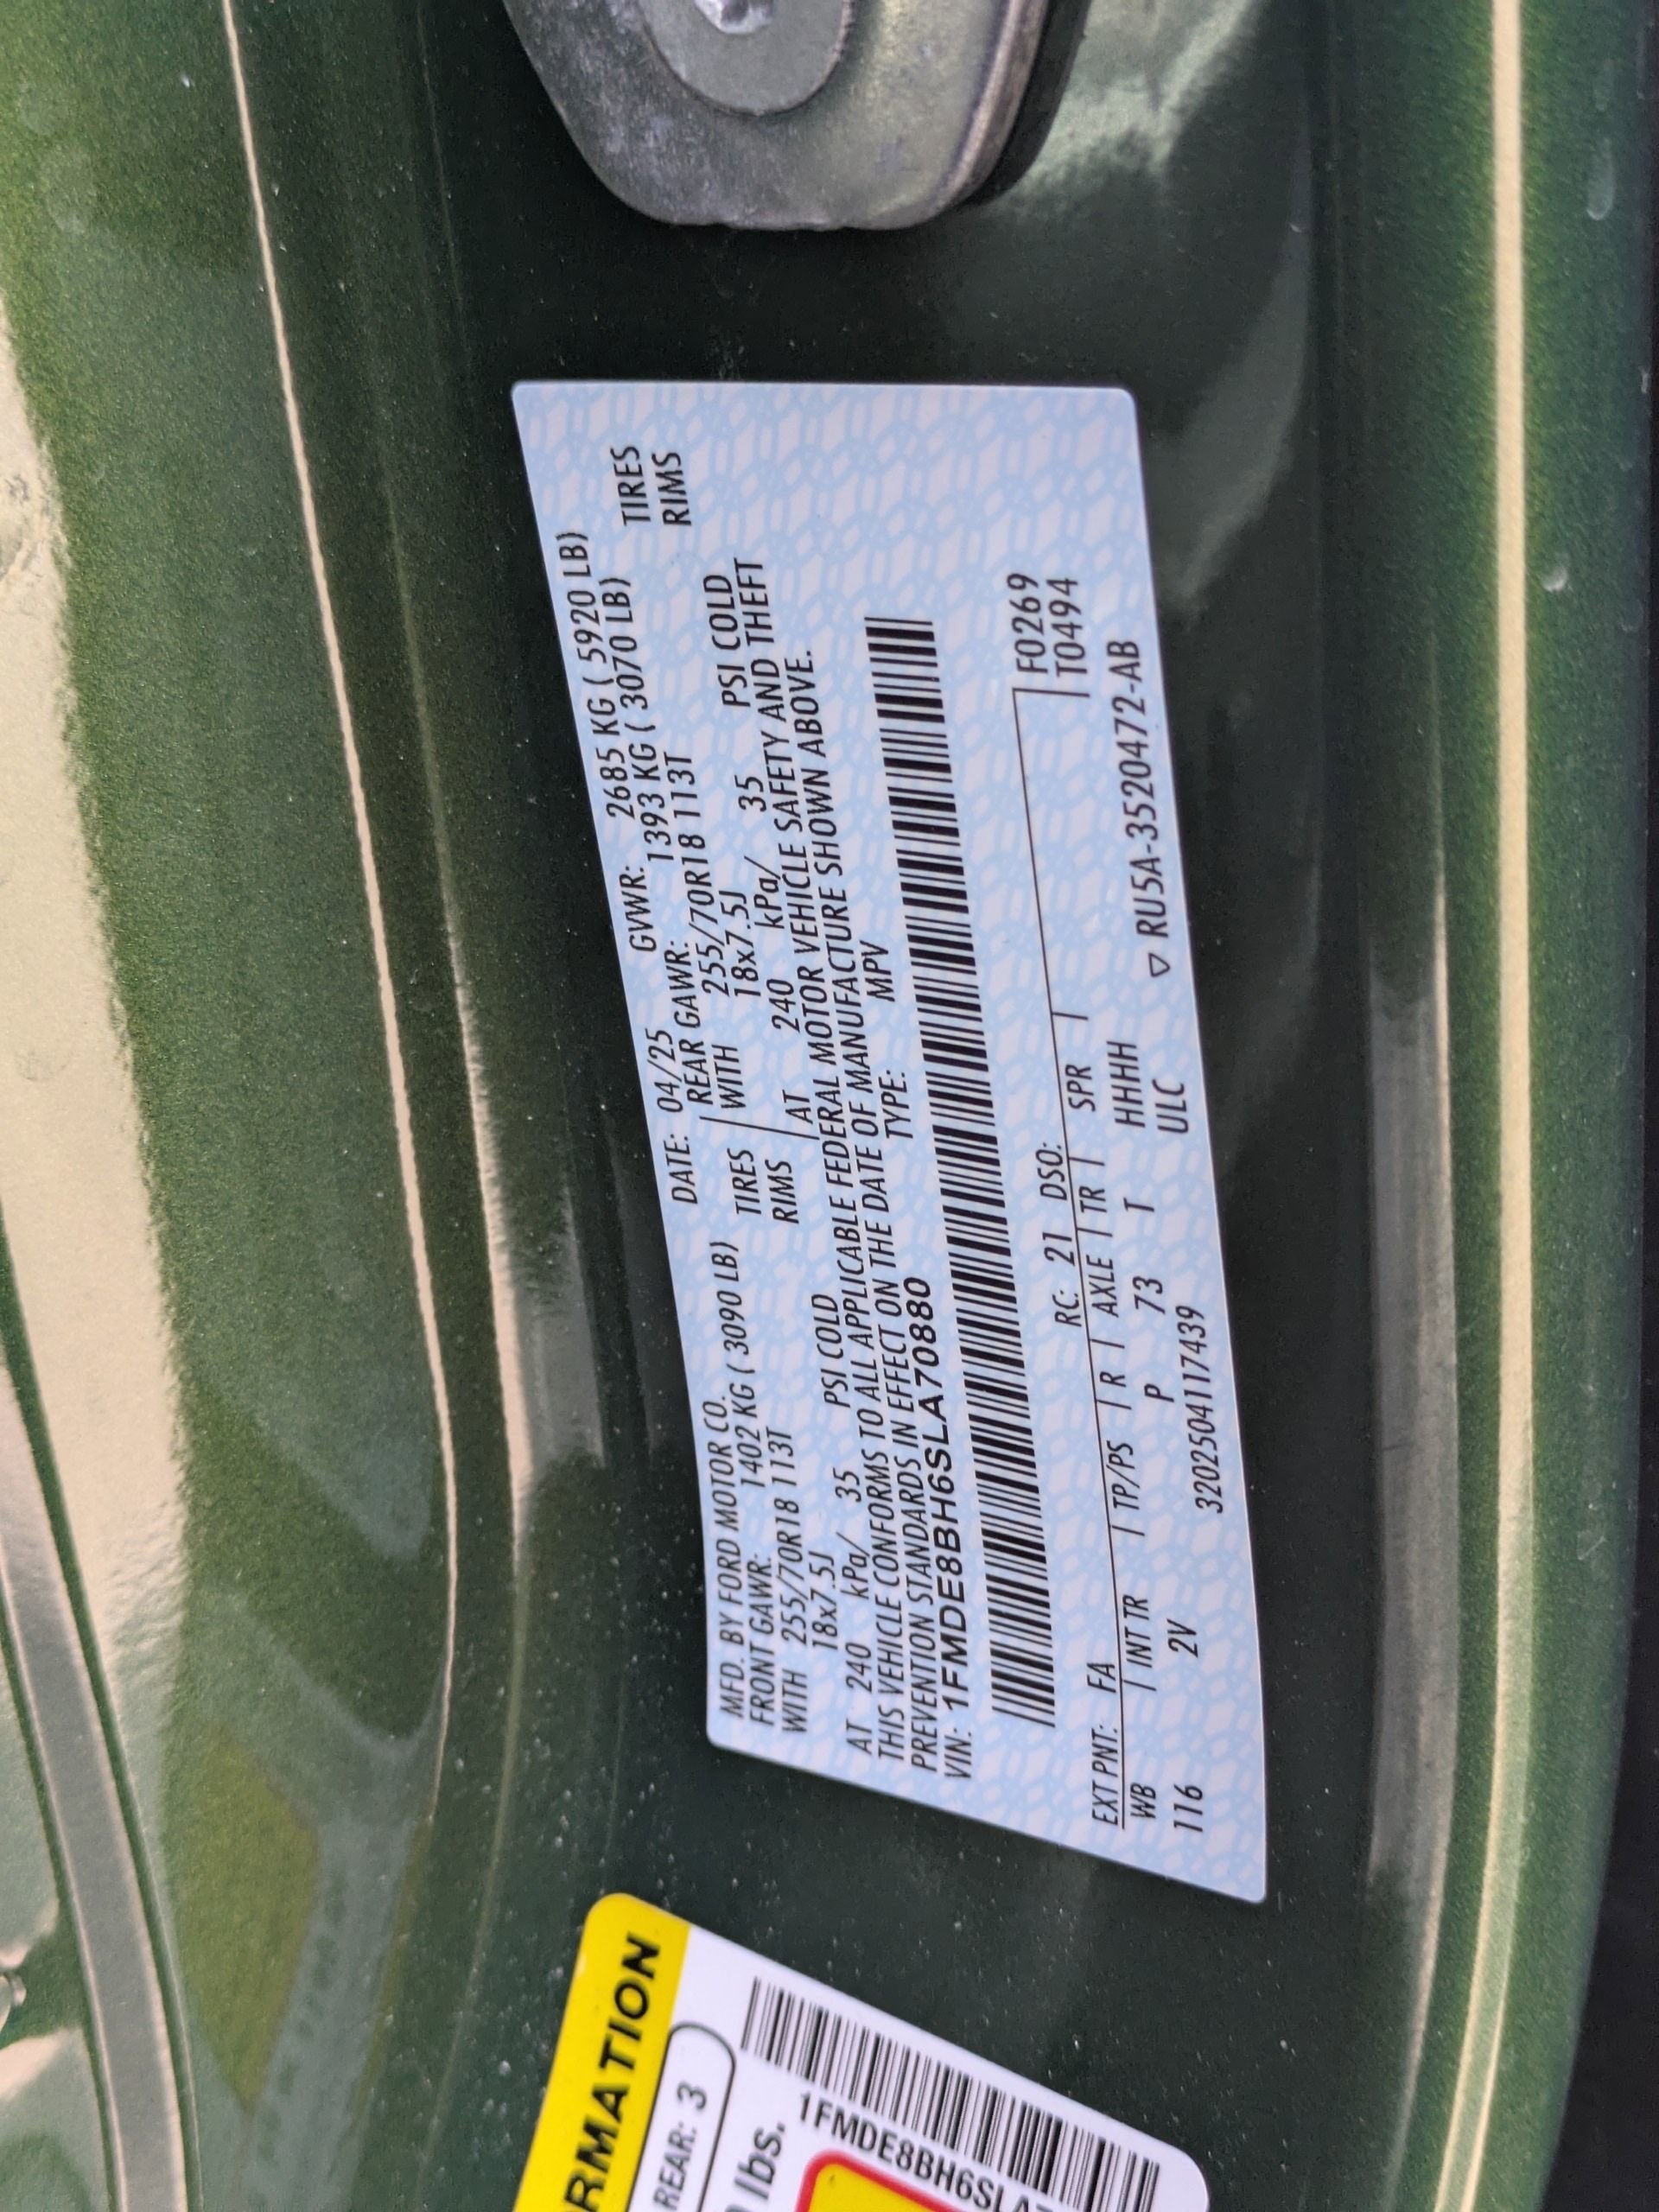 MFD. BY FORD MOTOR CO.
DATE: 04/25 GVWR: 2685 KG ( 5920 LB)
FRONT GAWR: 1402 KG ( 3090 LB) REAR GAWR: 1393 KG ( 3070 LB)
WITH 255/70R18 113T TIRES WITH 255/70R18 113T TIRES
18x7.5J RIMS 18x7.5J RIMS
AT 240 kPa/ 35 PSI COLD AT 240 kPa/ 35 PSI COLD
THIS VEHICLE CONFORMS TO ALL APPLICABLE FEDERAL MOTOR VEHICLE SAFETY AND THEFT
PREVENTION STANDARDS IN EFFECT ON THE DATE OF MANUFACTURE SHOWN ABOVE.
VIN: 1FMDE8BH6SLA70880 TYPE: MPV
EXT PNT: FA RC: 21 DSO: F0269
WB | INT TR | TP/PS | R | AXLE | TR | SPR | T0494
116 2V P 73 T HHHH
ULC
▽ RU5A-3520472-AB
320250411 7439
RMATION
REAR: 3
lbs.
1FMDE8BH6SLA7